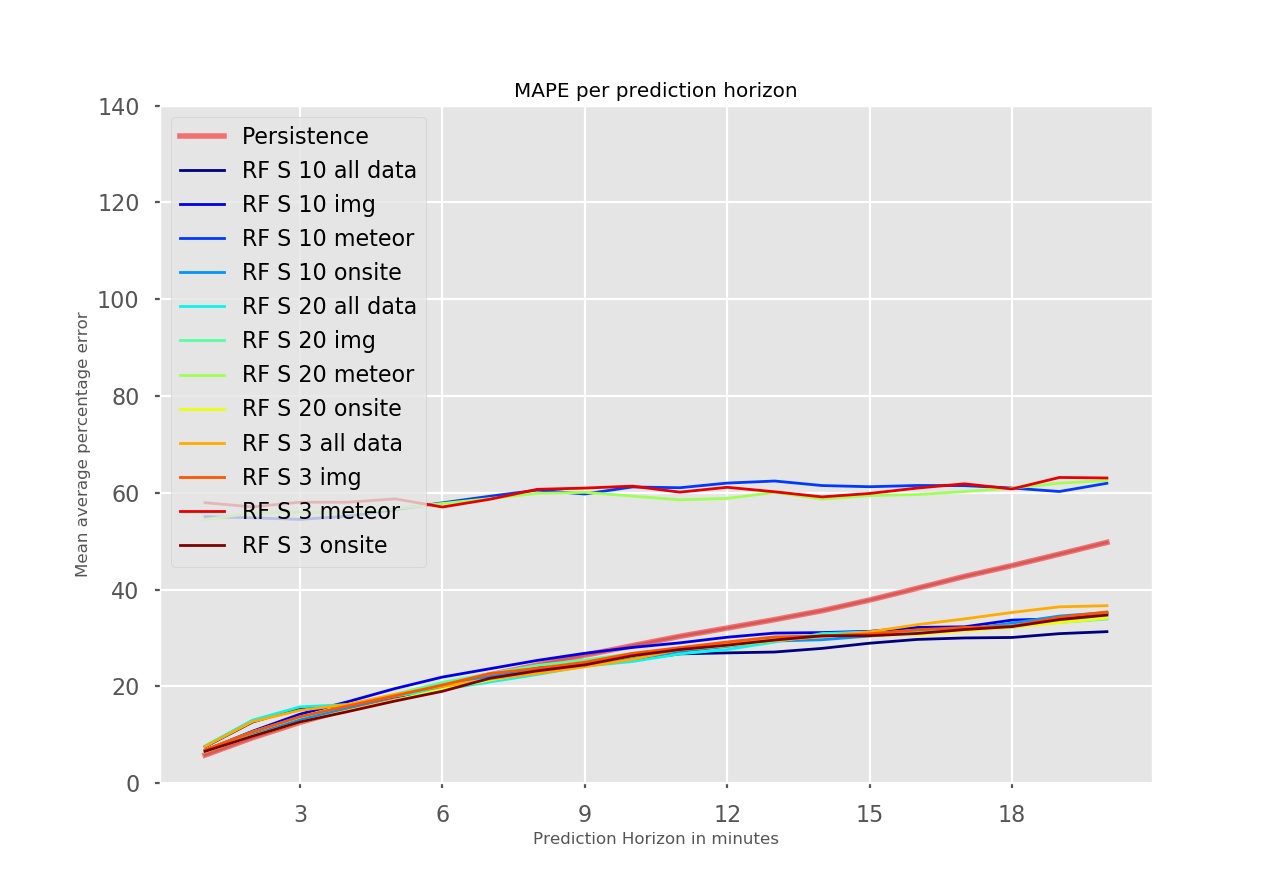 MAPE per prediction horizon
140
120
100
80
60
40
20
0
Mean average percentage error
Persistence
RF S 10 all data
RF S 10 img
RF S 10 meteor
RF S 10 onsite
RF S 20 all data
RF S 20 img
RF S 20 meteor
RF S 20 onsite
RF S 3 all data
RF S 3 img
RF S 3 meteor
RF S 3 onsite
3 6 9 12 15 18
Prediction Horizon in minutes